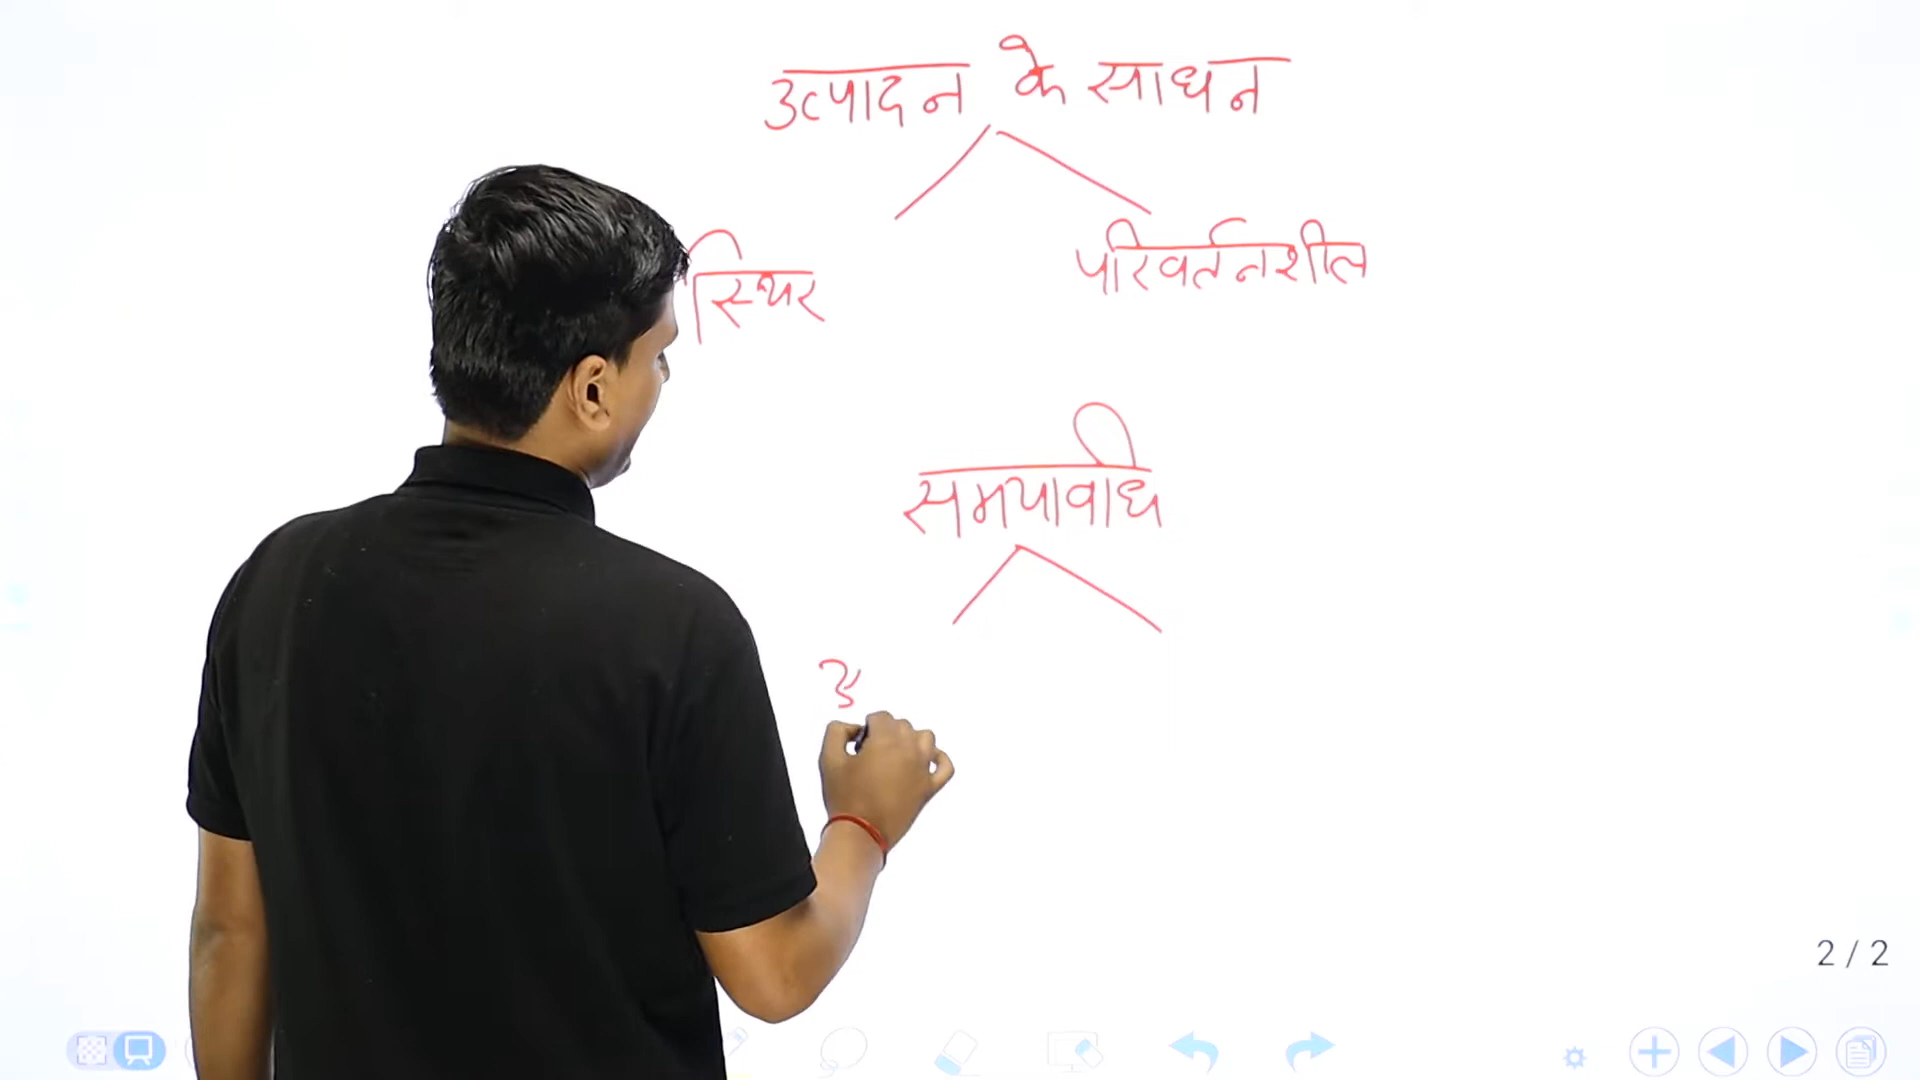 उत्पादन के साधन
स्थिर
परिवर्तनशील
समयावधि
2 / 2